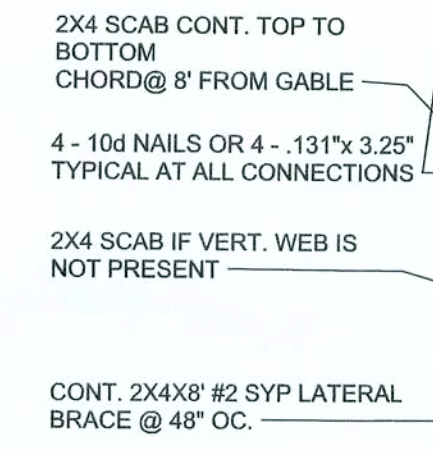 2X4 SCAB CONT. TOP TO
BOTTOM
CHORD@ 8' FROM GABLE
4 - 10d NAILS OR 4 - .131"x 3.25"
TYPICAL AT ALL CONNECTIONS
2X4 SCAB IF VERT. WEB IS
NOT PRESENT
CONT. 2X4X8' #2 SYP LATERAL
BRACE @ 48" OC.